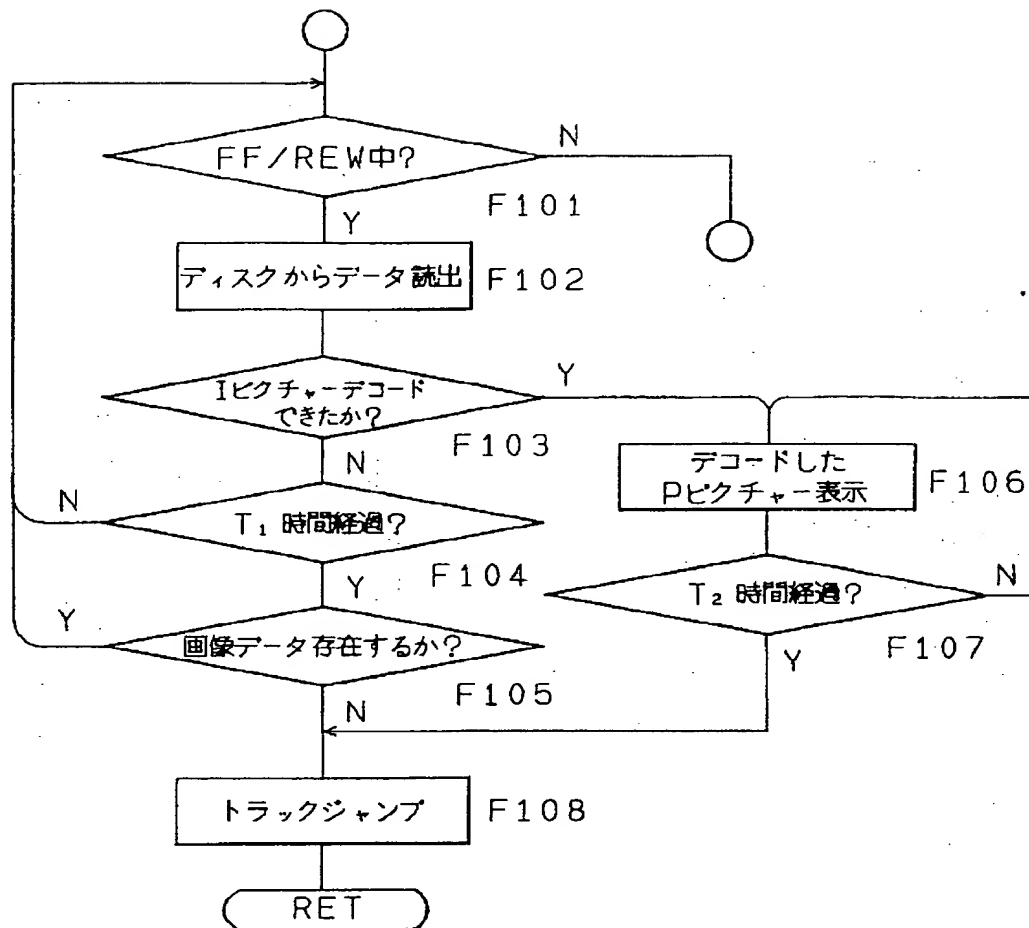 FF/REW中?
N
F101
Y
ディスクからデータ読出
F102
Iピクチャーデコード
できたか?
Y
F103
N
デコードした
Pピクチャー表示
F106
N
T₁ 時間経過?
F104
Y
T₂ 時間経過?
N
F107
Y
Y
画像データ存在するか?
F105
N
トラックジャンプ
F108
RET